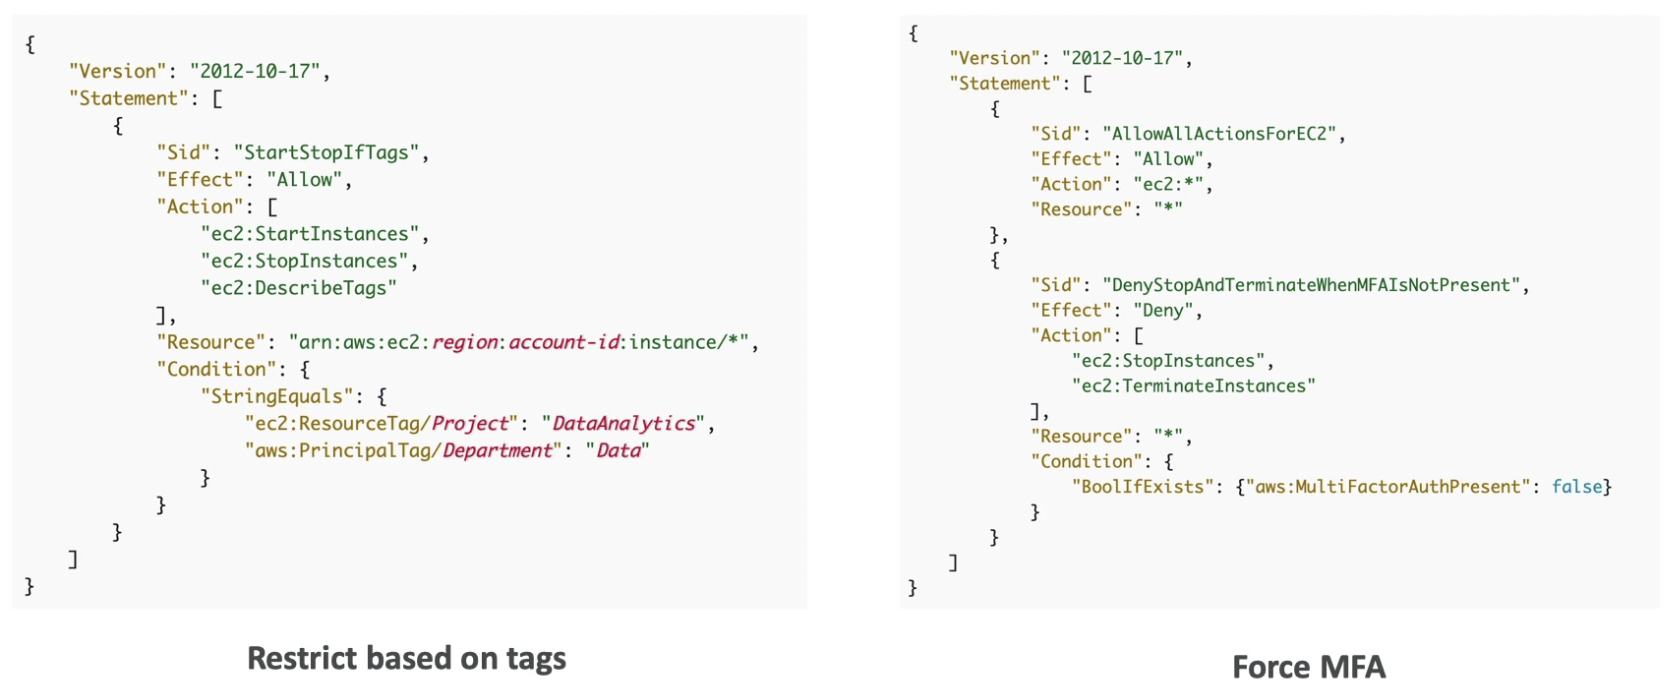 {
    "Version": "2012-10-17",
    "Statement": [
        {
            "Sid": "StartStopIfTags",
            "Effect": "Allow",
            "Action": [
                "ec2:StartInstances",
                "ec2:StopInstances",
                "ec2:DescribeTags"
            ],
            "Resource": "arn:aws:ec2:region:account-id:instance/*",
            "Condition": {
                "StringEquals": {
                    "ec2:ResourceTag/Project": "DataAnalytics",
                    "aws:PrincipalTag/Department": "Data"
                }
            }
        }
    ]
}
Restrict based on tags
{
    "Version": "2012-10-17",
    "Statement": [
        {
            "Sid": "AllowAllActionsForEC2",
            "Effect": "Allow",
            "Action": "ec2:*",
            "Resource": "*"
        },
        {
            "Sid": "DenyStopAndTerminateWhenMFAIsNotPresent",
            "Effect": "Deny",
            "Action": [
                "ec2:StopInstances",
                "ec2:TerminateInstances"
            ],
            "Resource": "*",
            "Condition": {
                "BoolIfExists": {"aws:MultiFactorAuthPresent": false}
            }
        }
    ]
}
Force MFA